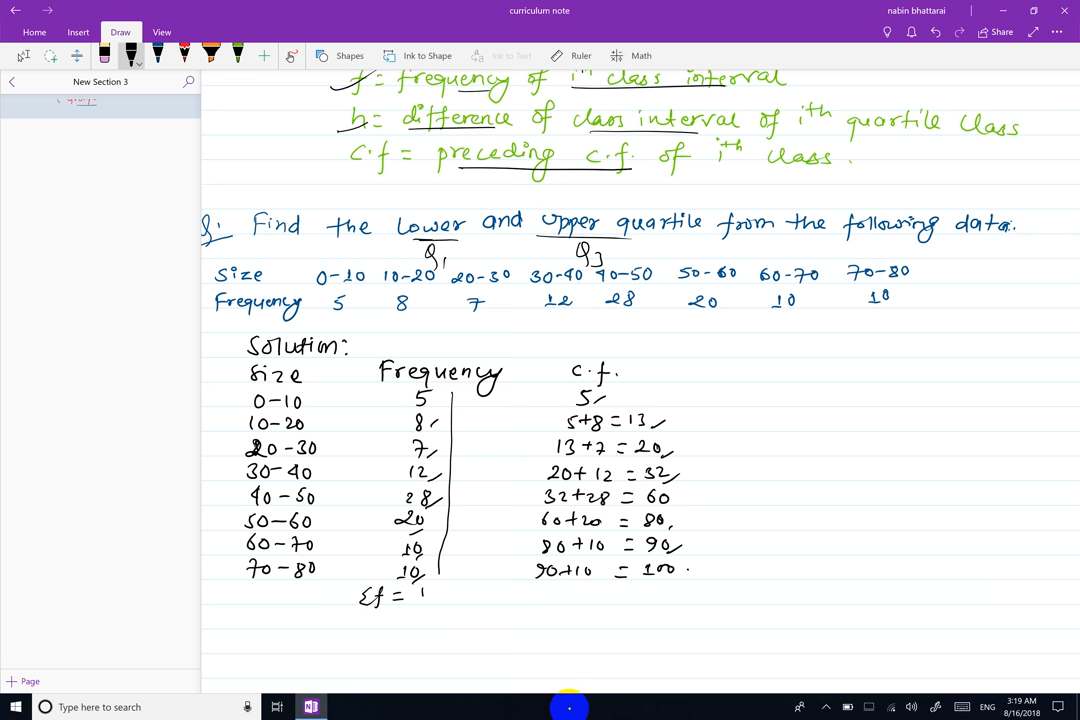 curriculum note
nabin bhattarai
Home Insert Draw View
Share
Shapes Ink to Shape Ink to Text Ruler Math
New Section 3
f = frequency of ith class interval
h = difference of class interval of ith quartile class
c.f = preceding c.f. of ith class.
Q. Find the lower and upper quartile from the following data.
Q1 Q3
Size 0-10 10-20 20-30 30-40 40-50 50-60 60-70 70-80
Frequency 5 8 7 12 28 20 10 10
Solution:
Size Frequency c.f.
0-10 5 5
10-20 8 5+8 = 13
20-30 7 13+7 = 20
30-40 12 20+12 = 32
40-50 28 32+28 = 60
50-60 20 60+20 = 80
60-70 10 80+10 = 90
70-80 10 90+10 = 100
Σf = 1
Page
Type here to search
ENG
3:19 AM
8/16/2018